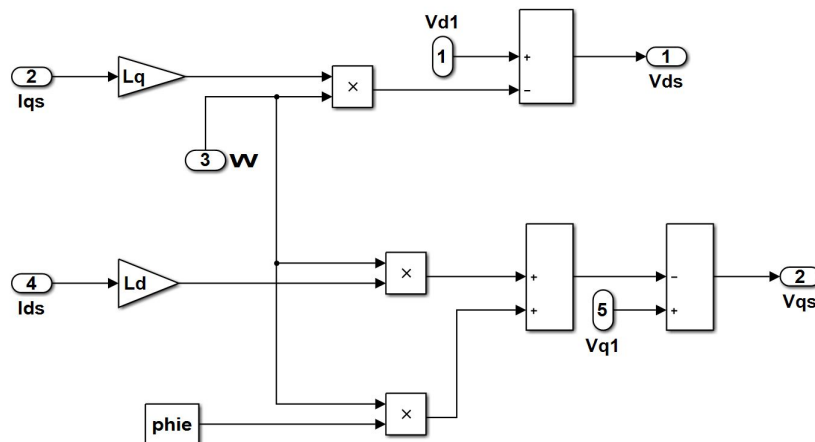 Vd1
1
+
−
1
Vds
2
Iqs
Lq
×
3
W
4
Ids
Ld
×
+
+
−
+
2
Vqs
5
Vq1
phie
×